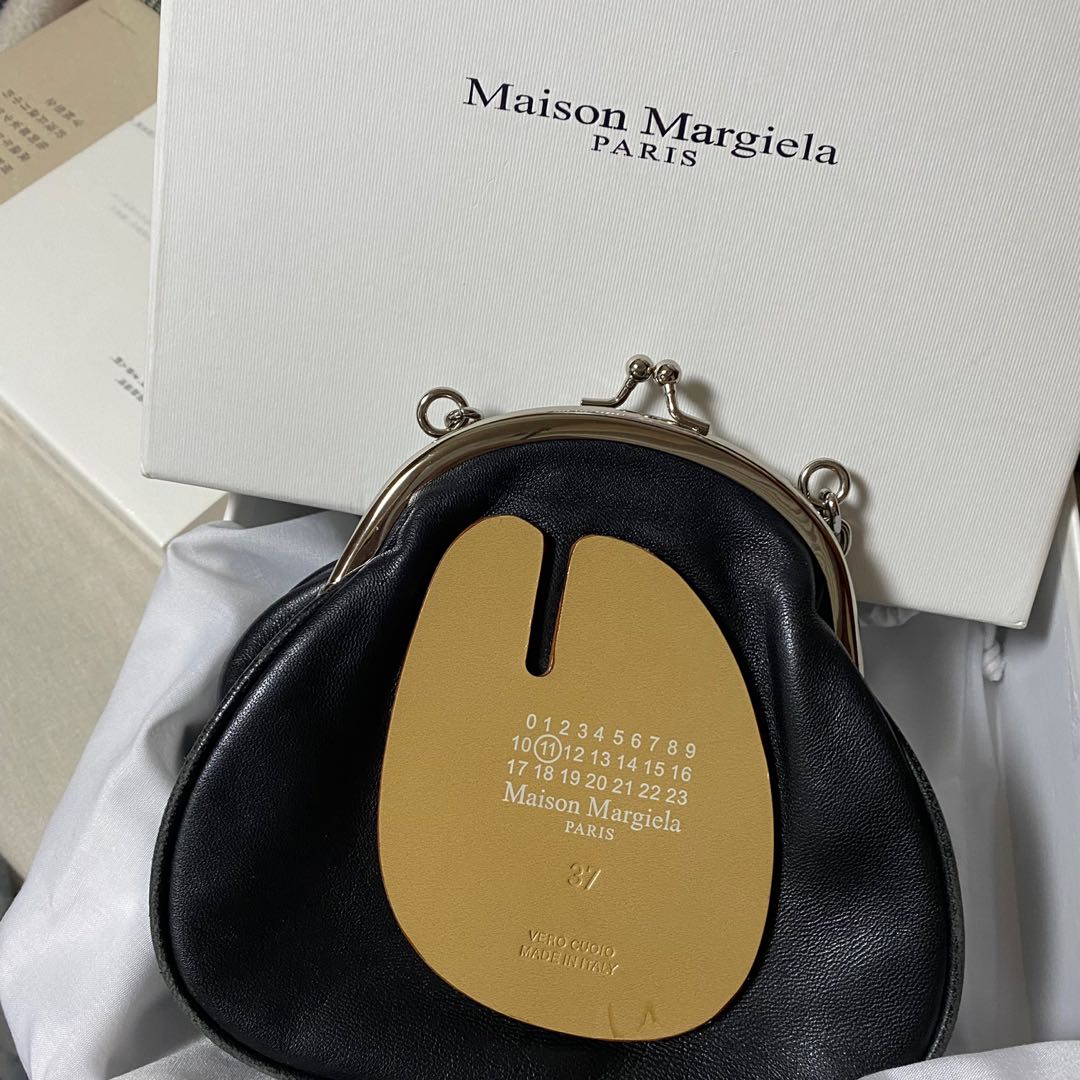 Maison Margiela
PARIS
0 1 2 3 4 5 6 7 8 9
10 11 12 13 14 15 16
17 18 19 20 21 22 23
Maison Margiela
PARIS
37
VERO CUOIO
MADE IN ITALY